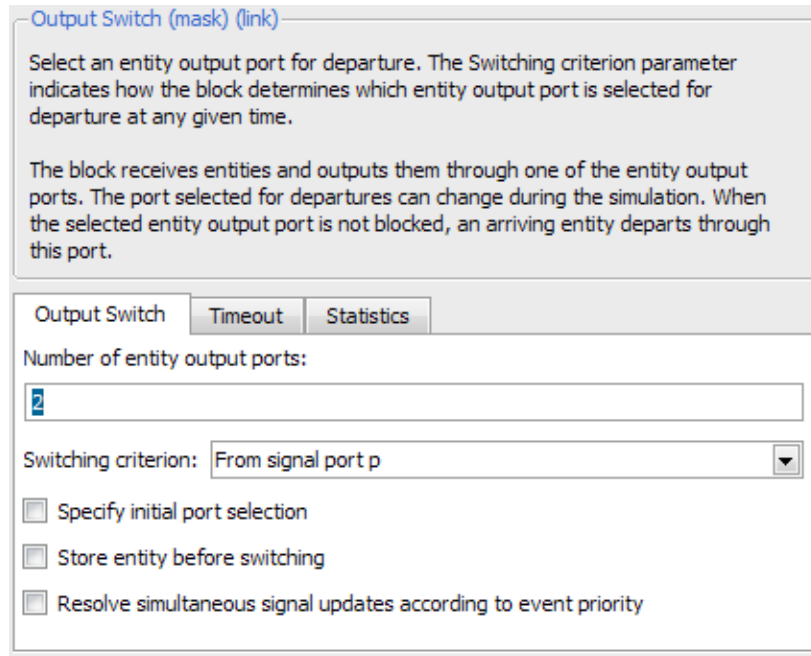 Output Switch (mask) (link)
Select an entity output port for departure. The Switching criterion parameter
indicates how the block determines which entity output port is selected for
departure at any given time.
The block receives entities and outputs them through one of the entity output
ports. The port selected for departures can change during the simulation. When
the selected entity output port is not blocked, an arriving entity departs through
this port.
Output Switch Timeout Statistics
Number of entity output ports:
2
Switching criterion: From signal port p
Specify initial port selection
Store entity before switching
Resolve simultaneous signal updates according to event priority